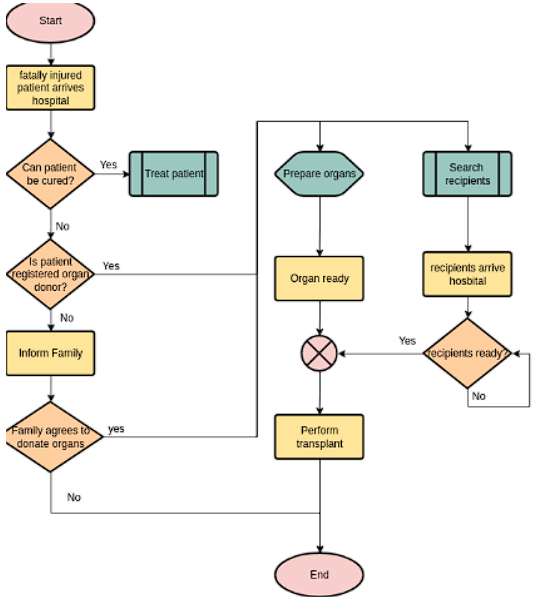 Start
fatally injured
patient arrives
hospital
Can patient
be cured?
Yes
Treat patient
No
Is patient
registered organ
donor?
Yes
No
Inform Family
Family agrees to
donate organs
yes
No
Prepare organs
Search
recipients
Organ ready
recipients arrive
hosbital
recipients ready?
Yes
No
Perform
transplant
End